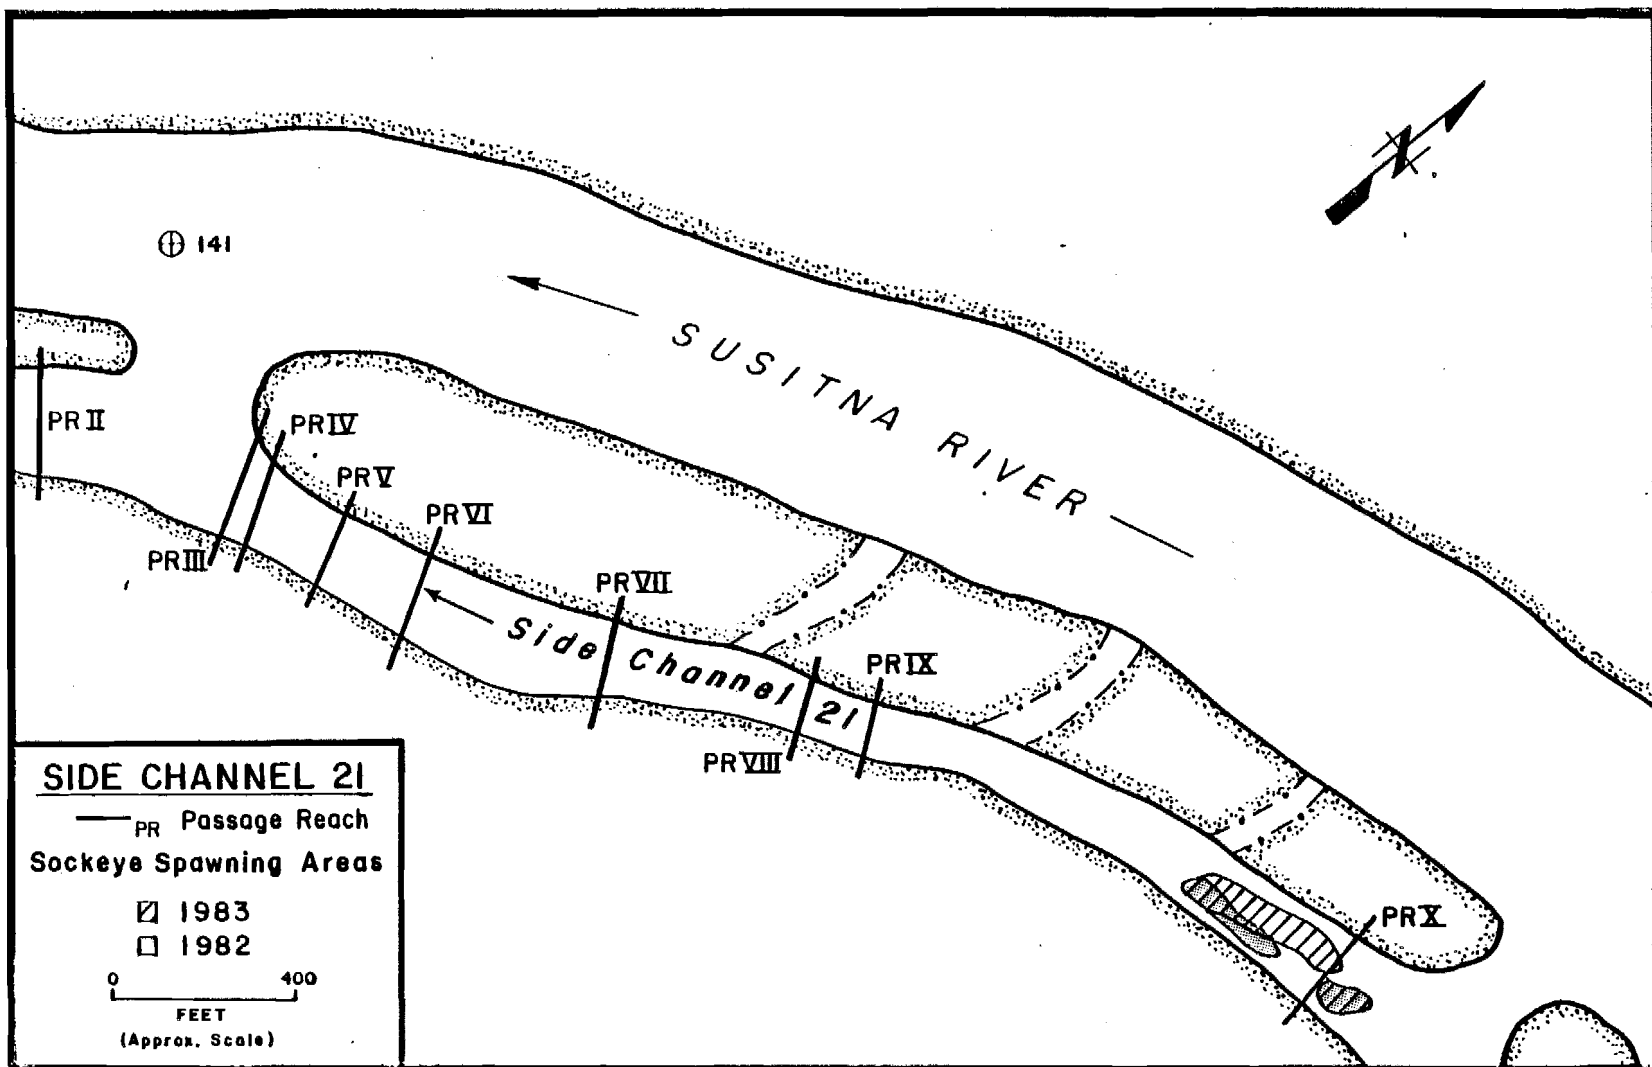 N
⊕ 141
SUSITNA RIVER
PR II
PR IV
PR V
PR VI
PR III
PR VII
Side Channel 21
PR IX
PR VIII
PR X
SIDE CHANNEL 21
PR Passage Reach
Sockeye Spawning Areas
1983
1982
0 400
FEET
(Approx. Scale)